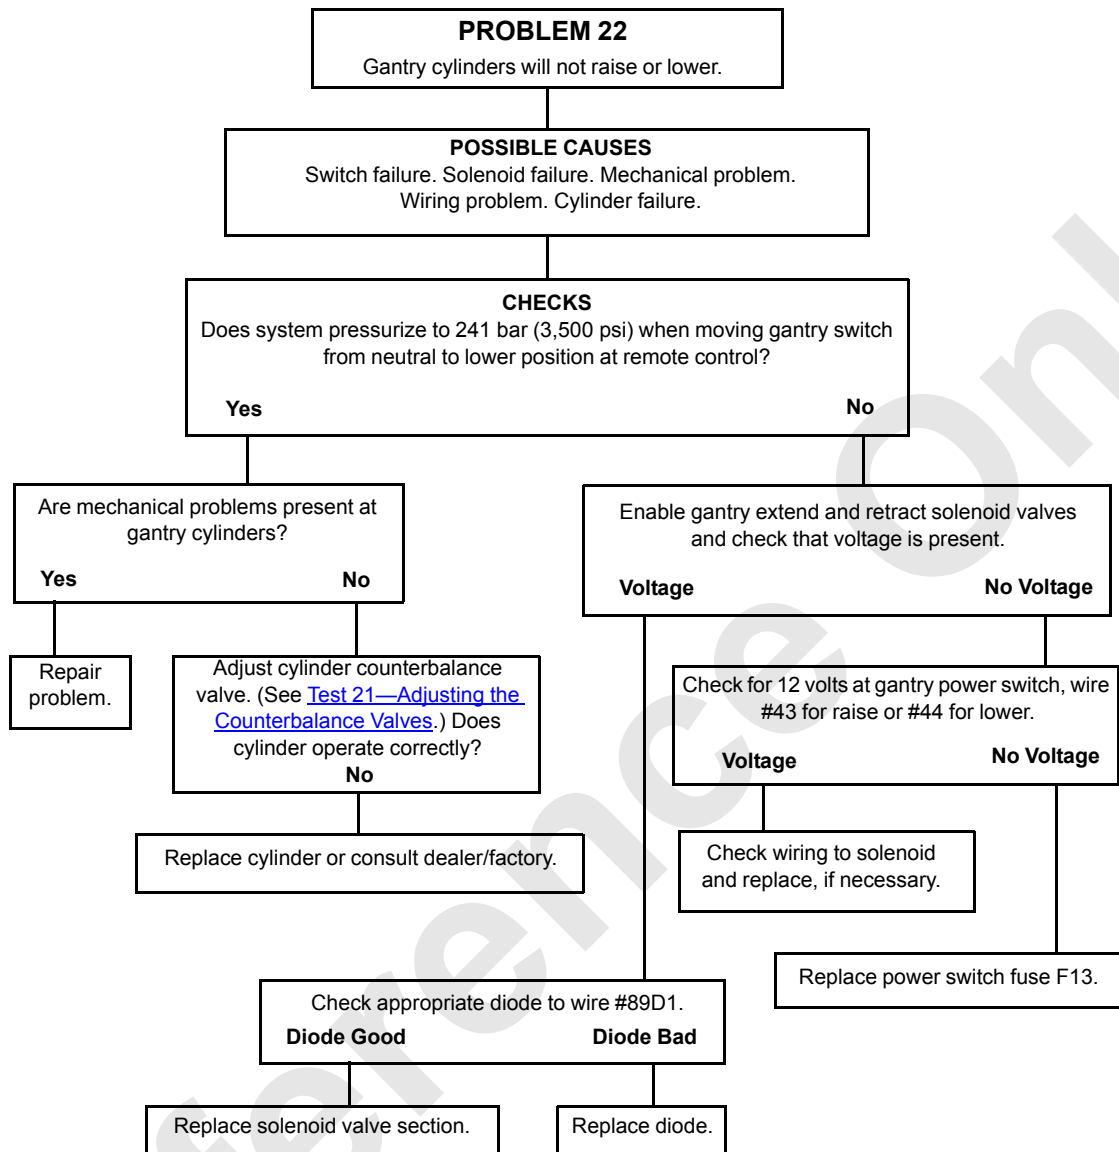 PROBLEM 22
Gantry cylinders will not raise or lower.
POSSIBLE CAUSES
Switch failure. Solenoid failure. Mechanical problem.
Wiring problem. Cylinder failure.
CHECKS
Does system pressurize to 241 bar (3,500 psi) when moving gantry switch
from neutral to lower position at remote control?
Yes
No
Are mechanical problems present at
gantry cylinders?
Yes
No
Enable gantry extend and retract solenoid valves
and check that voltage is present.
Voltage
No Voltage
Repair
problem.
Adjust cylinder counterbalance
valve. (See Test 21—Adjusting the
Counterbalance Valves.) Does
cylinder operate correctly?
No
Check for 12 volts at gantry power switch, wire
#43 for raise or #44 for lower.
Voltage
No Voltage
Replace cylinder or consult dealer/factory.
Check wiring to solenoid
and replace, if necessary.
Replace power switch fuse F13.
Check appropriate diode to wire #89D1.
Diode Good
Diode Bad
Replace solenoid valve section.
Replace diode.